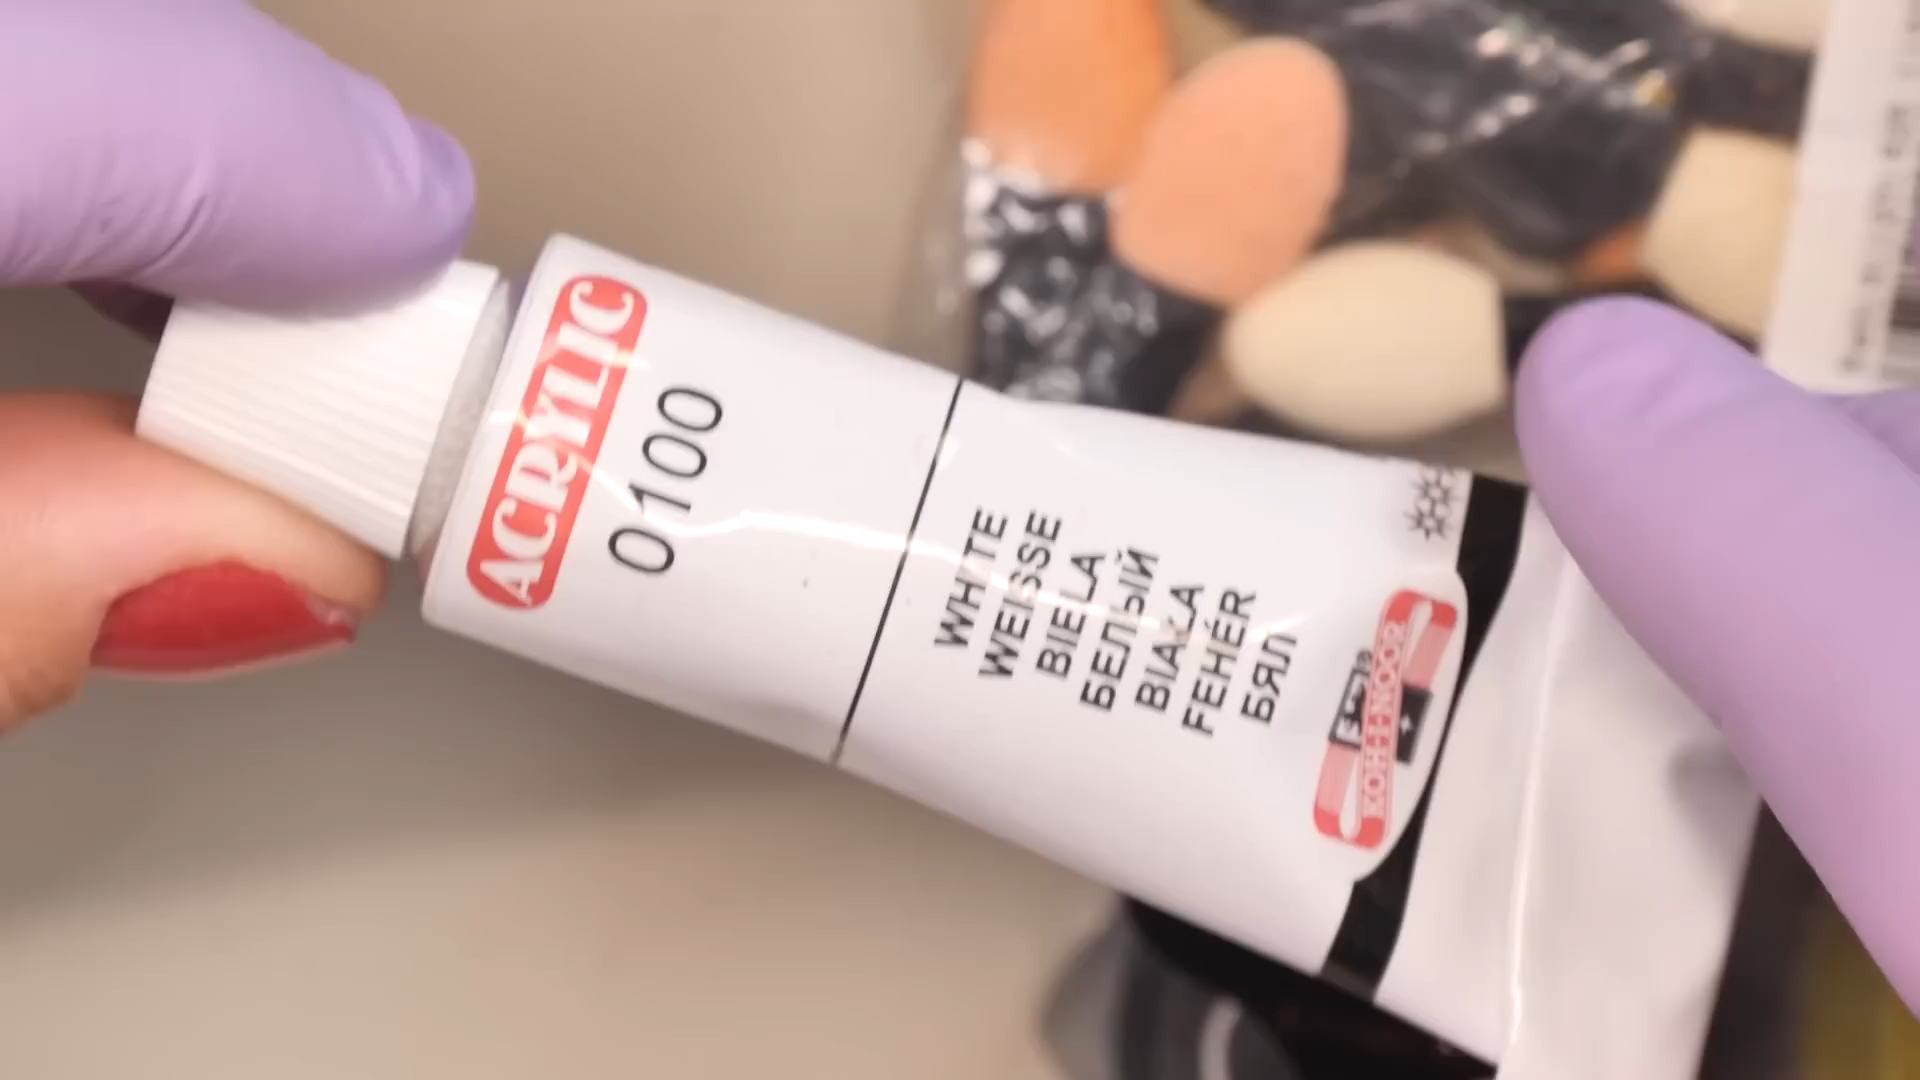 ACRYLIC
0100
WHITE
WEISSE
BIELA
БЕЛЫЙ
BIAŁA
FEHÉR
БЯЛ
KOH-I-NOOR